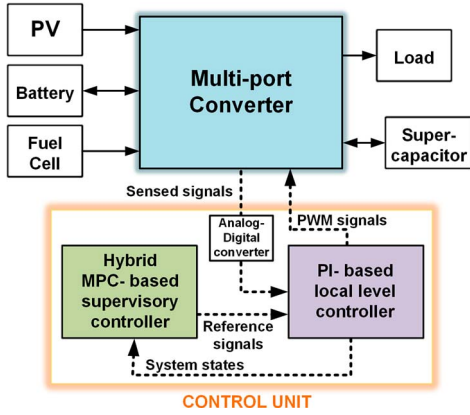 PV
Battery
Fuel
Cell
Multi-port
Converter
Load
Super-
capacitor
Sensed signals
PWM signals
Analog-
Digital
converter
Hybrid
MPC- based
supervisory
controller
PI- based
local level
controller
Reference
signals
System states
CONTROL UNIT